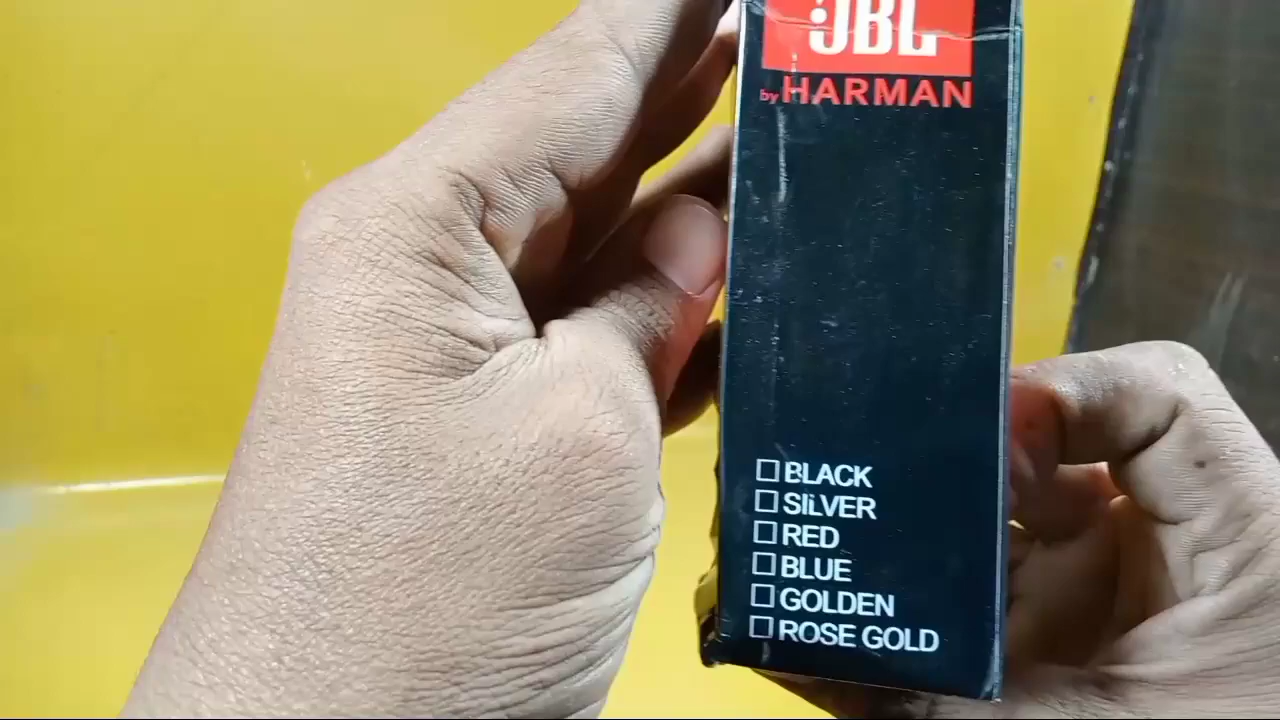 JBL
by HARMAN
BLACK
SILVER
RED
BLUE
GOLDEN
ROSE GOLD